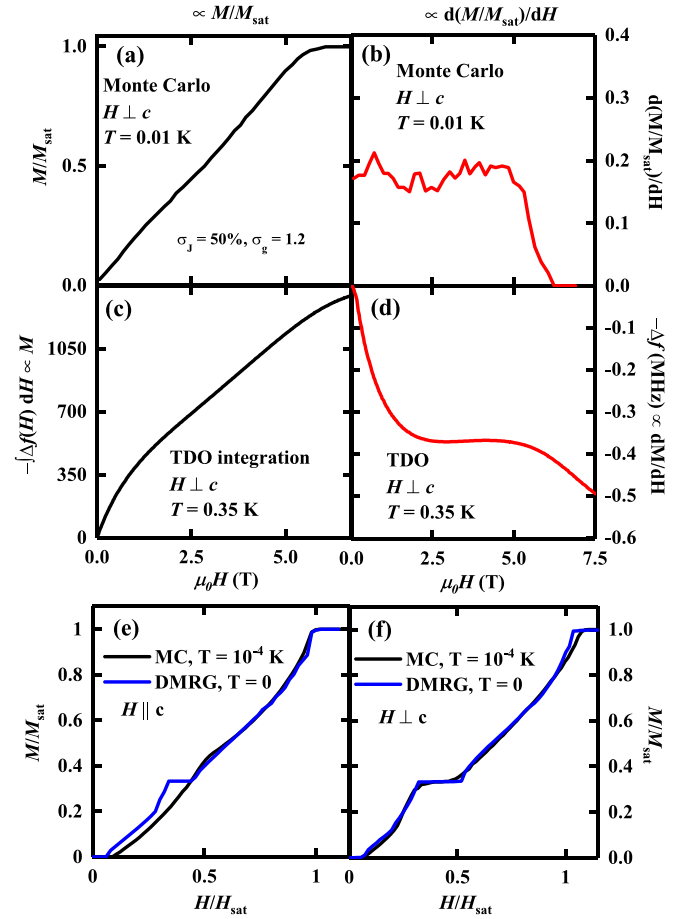 ∝ M/M_sat
∝ d(M/M_sat)/dH
(a)
Monte Carlo
H ⊥ c
T = 0.01 K
σ_J = 50%, σ_g = 1.2
M/M_sat
1.0
0.5
0.0
(b)
Monte Carlo
H ⊥ c
T = 0.01 K
d(M/M_sat)/dH
0.4
0.3
0.2
0.1
0.0
(c)
TDO integration
H ⊥ c
T = 0.35 K
−∫Δf(H) dH ∝ M
1050
700
350
0
0.0
2.5
5.0
μ₀H (T)
(d)
TDO
H ⊥ c
T = 0.35 K
−Δf (MHz) ∝ dM/dH
-0.1
-0.2
-0.3
-0.4
-0.5
-0.6
0.0
2.5
5.0
7.5
μ₀H (T)
(e)
MC, T = 10⁻⁴ K
DMRG, T = 0
H || c
M/M_sat
1
0.8
0.6
0.4
0.2
0
0
0.5
1
H/H_sat
(f)
MC, T = 10⁻⁴ K
DMRG, T = 0
H ⊥ c
M/M_sat
1
0.8
0.6
0.4
0.2
0.0
0
0.5
1
H/H_sat